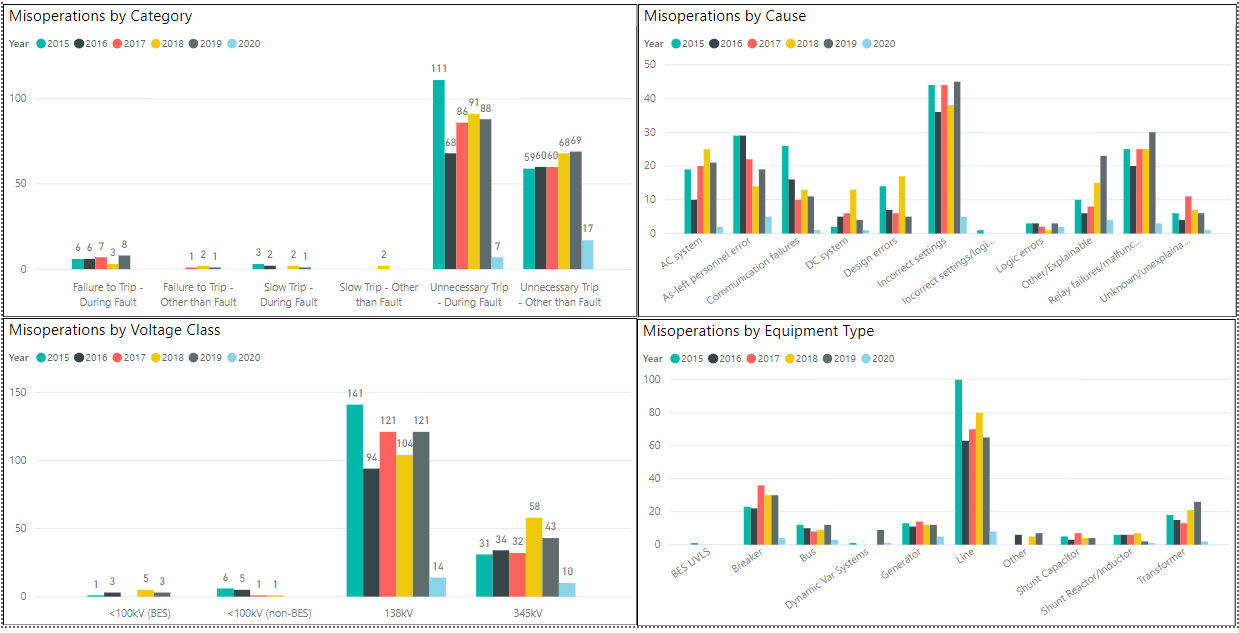 Misoperations by Category
Year 2015 2016 2017 2018 2019 2020
100
50
0
6 6 7 3 8
1 2 1
3 2 2 1
2
111 68 86 91 88 7
59 60 60 68 69 17
Failure to Trip -
During Fault
Failure to Trip -
Other than Fault
Slow Trip -
During Fault
Slow Trip - Other
than Fault
Unnecessary Trip
- During Fault
Unnecessary Trip
- Other than Fault
Misoperations by Cause
Year 2015 2016 2017 2018 2019 2020
50
40
30
20
10
0
AC system
As-left personnel error
Communication failures
DC system
Design errors
Incorrect settings
Incorrect settings/logi...
Logic errors
Other/Explainable
Relay failures/malfunc...
Unknown/unexplaina...
Misoperations by Voltage Class
Year 2015 2016 2017 2018 2019 2020
150
100
50
0
1 3 5 3
6 5 1 1
141 94 121 104 121 14
31 34 32 58 43 10
<100kV (BES)
<100kV (non-BES)
138kV
345kV
Misoperations by Equipment Type
Year 2015 2016 2017 2018 2019 2020
100
80
60
40
20
0
BES UVLS
Breaker
Bus
Dynamic Var Systems
Generator
Line
Other
Shunt Capacitor
Shunt Reactor/Inductor
Transformer